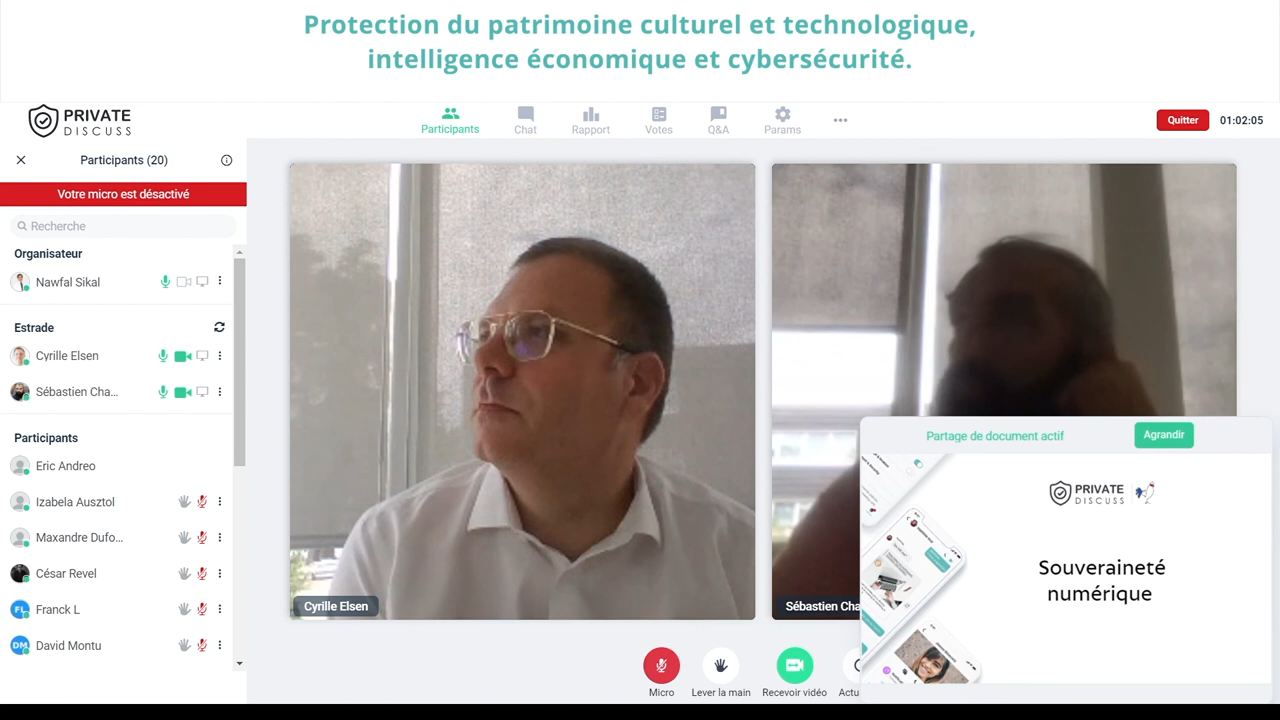 Protection du patrimoine culturel et technologique,
intelligence économique et cybersécurité.
PRIVATE
DISCUSS
Participants
Chat
Rapport
Votes
Q&A
Params
Quitter
01:02:05
Participants (20)
Votre micro est désactivé
Recherche
Organisateur
Nawfal Sikal
Estrade
Cyrille Elsen
Sébastien Cha...
Participants
Eric Andreo
Izabela Ausztol
Maxandre Dufo...
César Revel
FL Franck L
DM David Montu
Cyrille Elsen
Sébastien Cha
Partage de document actif
Agrandir
PRIVATE
DISCUSS
Souveraineté
numérique
Micro
Lever la main
Recevoir vidéo
Actu